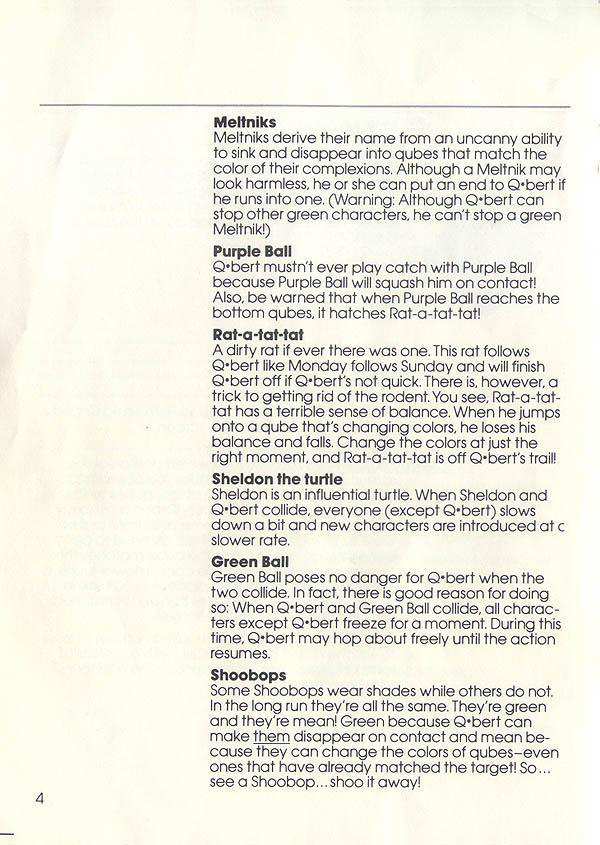 Meltniks
Meltniks derive their name from an uncanny ability
to sink and disappear into qubes that match the
color of their complexions. Although a Meltnik may
look harmless, he or she can put an end to Q•bert if
he runs into one. (Warning: Although Q•bert can
stop other green characters, he can't stop a green
Meltnik!)
Purple Ball
Q•bert mustn't ever play catch with Purple Ball
because Purple Ball will squash him on contact!
Also, be warned that when Purple Ball reaches the
bottom qubes, it hatches Rat-a-tat-tat!
Rat-a-tat-tat
A dirty rat if ever there was one. This rat follows
Q•bert like Monday follows Sunday and will finish
Q•bert off if Q•bert's not quick. There is, however, a
trick to getting rid of the rodent. You see, Rat-a-tat-
tat has a terrible sense of balance. When he jumps
onto a qube that's changing colors, he loses his
balance and falls. Change the colors at just the
right moment, and Rat-a-tat-tat is off Q•bert's trail!
Sheldon the turtle
Sheldon is an influential turtle. When Sheldon and
Q•bert collide, everyone (except Q•bert) slows
down a bit and new characters are introduced at c
slower rate.
Green Ball
Green Ball poses no danger for Q•bert when the
two collide. In fact, there is good reason for doing
so: When Q•bert and Green Ball collide, all charac-
ters except Q•bert freeze for a moment. During this
time, Q•bert may hop about freely until the action
resumes.
Shoobops
Some Shoobops wear shades while others do not.
In the long run they're all the same. They're green
and they're mean! Green because Q•bert can
make them disappear on contact and mean be-
cause they can change the colors of qubes–even
ones that have already matched the target! So...
see a Shoobop...shoo it away!
4